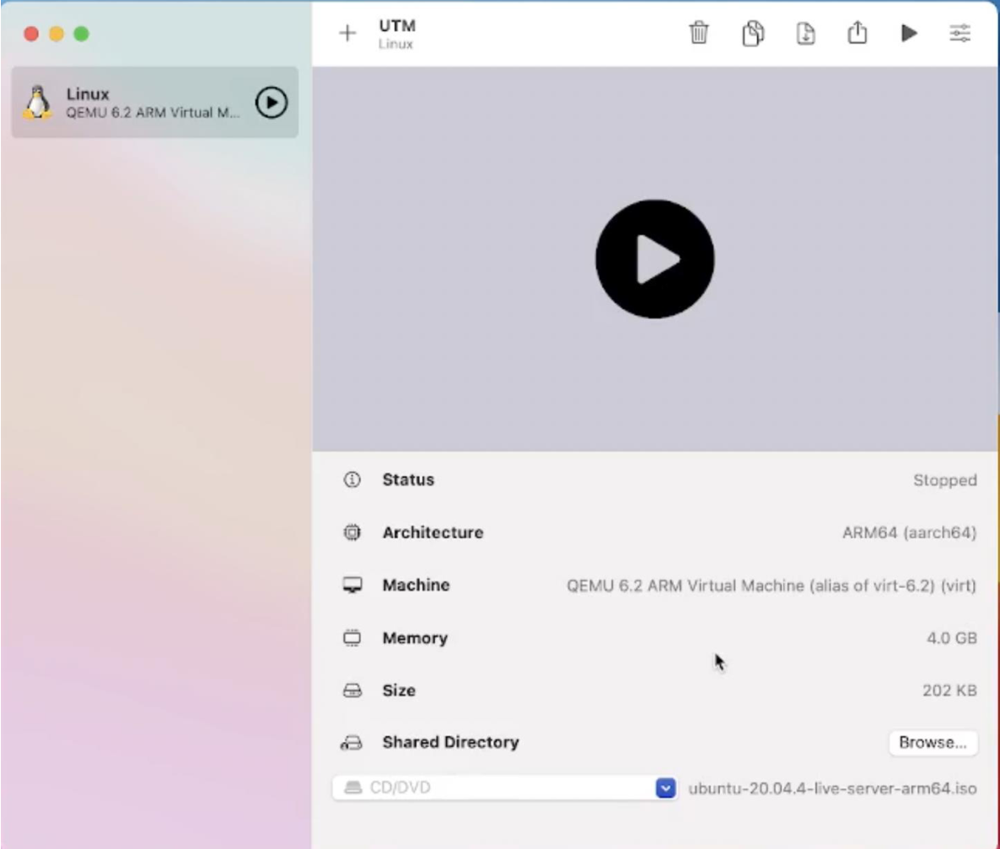 UTM
Linux
Linux
QEMU 6.2 ARM Virtual M...
Status Stopped
Architecture ARM64 (aarch64)
Machine QEMU 6.2 ARM Virtual Machine (alias of virt-6.2) (virt)
Memory 4.0 GB
Size 202 KB
Shared Directory Browse...
CD/DVD ubuntu-20.04.4-live-server-arm64.iso